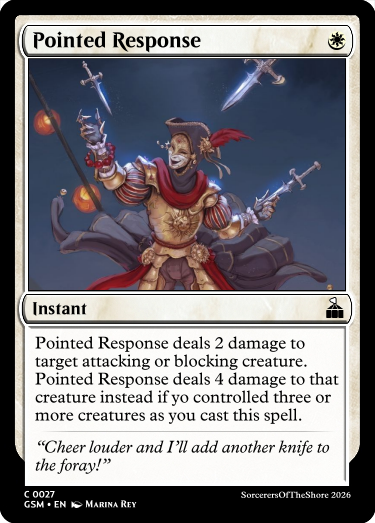 Pointed Response
Instant
Pointed Response deals 2 damage to
target attacking or blocking creature.
Pointed Response deals 4 damage to that
creature instead if yo controlled three or
more creatures as you cast this spell.
“Cheer louder and I’ll add another knife to
the foray!”
C 0027
GSM • EN Marina Rey
SorcerersOfTheShore 2026